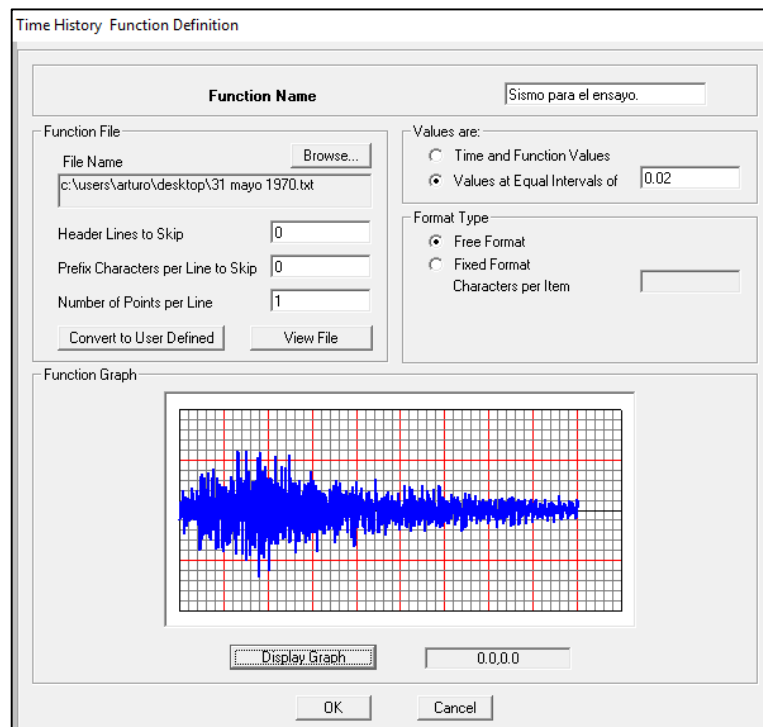 Time History Function Definition
Function Name
Sismo para el ensayo.
Function File
File Name
Browse...
c:\users\arturo\desktop\31 mayo 1970.txt
Header Lines to Skip
0
Prefix Characters per Line to Skip
0
Number of Points per Line
1
Convert to User Defined
View File
Values are:
Time and Function Values
Values at Equal Intervals of
0.02
Format Type
Free Format
Fixed Format
Characters per Item
Function Graph
Display Graph
0.0,0.0
OK
Cancel